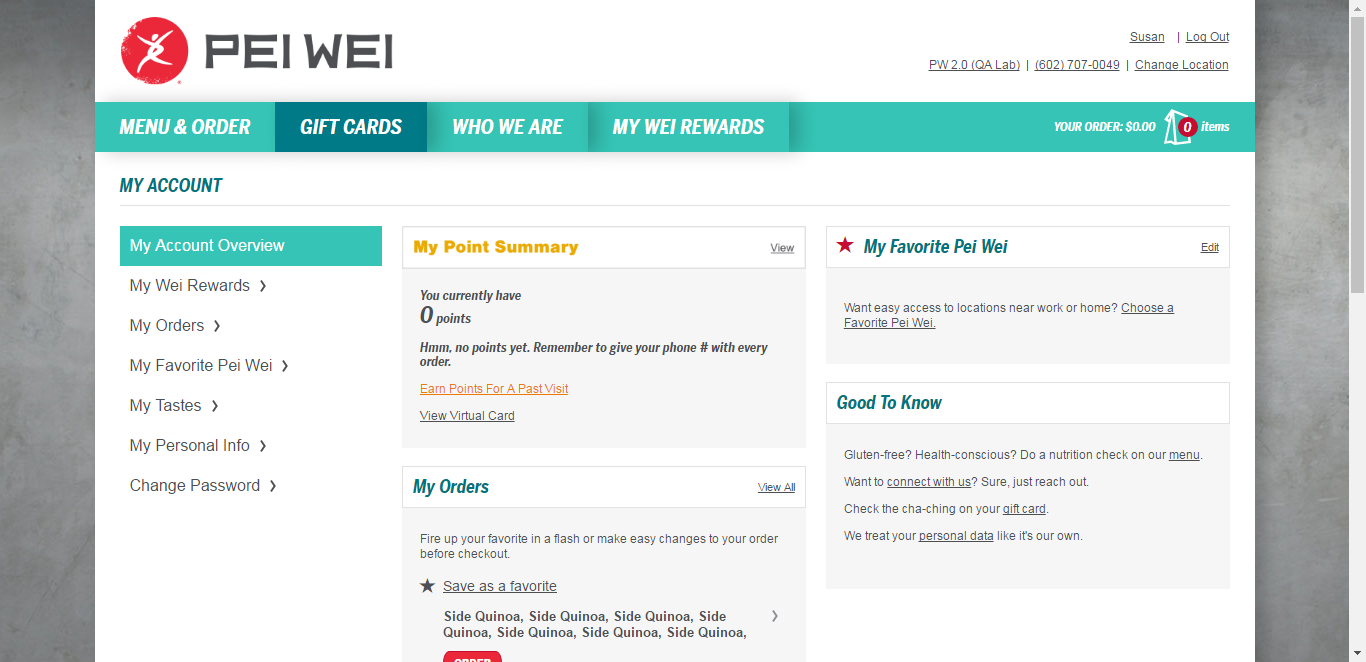 PEI WEI
Susan | Log Out
PW 2.0 (QA Lab) | (602) 707-0049 | Change Location
MENU & ORDER
GIFT CARDS
WHO WE ARE
MY WEI REWARDS
YOUR ORDER: $0.00 0 items
MY ACCOUNT
My Account Overview
My Wei Rewards
My Orders
My Favorite Pei Wei
My Tastes
My Personal Info
Change Password
My Point Summary View
You currently have
0 points
Hmm, no points yet. Remember to give your phone # with every
order.
Earn Points For A Past Visit
View Virtual Card
My Orders View All
Fire up your favorite in a flash or make easy changes to your order
before checkout.
Save as a favorite
Side Quinoa, Side Quinoa, Side Quinoa, Side
Quinoa, Side Quinoa, Side Quinoa, Side Quinoa,
ORDER
My Favorite Pei Wei Edit
Want easy access to locations near work or home? Choose a
Favorite Pei Wei.
Good To Know
Gluten-free? Health-conscious? Do a nutrition check on our menu.
Want to connect with us? Sure, just reach out.
Check the cha-ching on your gift card.
We treat your personal data like it's our own.